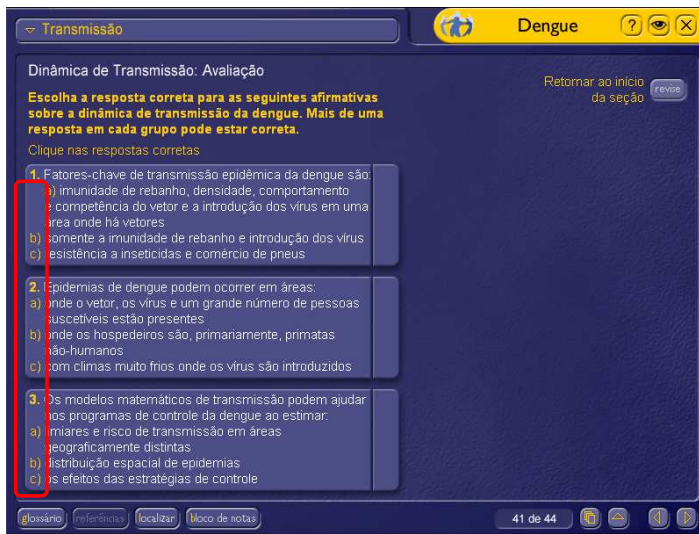 Transmissão
Dengue
?
X
Dinâmica de Transmissão: Avaliação
Retornar ao início
da seção
revise
Escolha a resposta correta para as seguintes afirmativas
sobre a dinâmica de transmissão da dengue. Mais de uma
resposta em cada grupo pode estar correta.
Clique nas respostas corretas
1. Fatores-chave de transmissão epidêmica da dengue são:
a) imunidade de rebanho, densidade, comportamento
e competência do vetor e a introdução dos vírus em uma
área onde há vetores
b) somente a imunidade de rebanho e introdução dos vírus
c) resistência a inseticidas e comércio de pneus
2. Epidemias de dengue podem ocorrer em áreas:
a) onde o vetor, os vírus e um grande número de pessoas
suscetíveis estão presentes
b) onde os hospedeiros são, primariamente, primatas
não-humanos
c) com climas muito frios onde os vírus são introduzidos
3. Os modelos matemáticos de transmissão podem ajudar
nos programas de controle da dengue ao estimar:
a) limiares e risco de transmissão em áreas
geograficamente distintas
b) distribuição espacial de epidemias
c) os efeitos das estratégias de controle
glossário
referências
localizar
bloco de notas
41 de 44